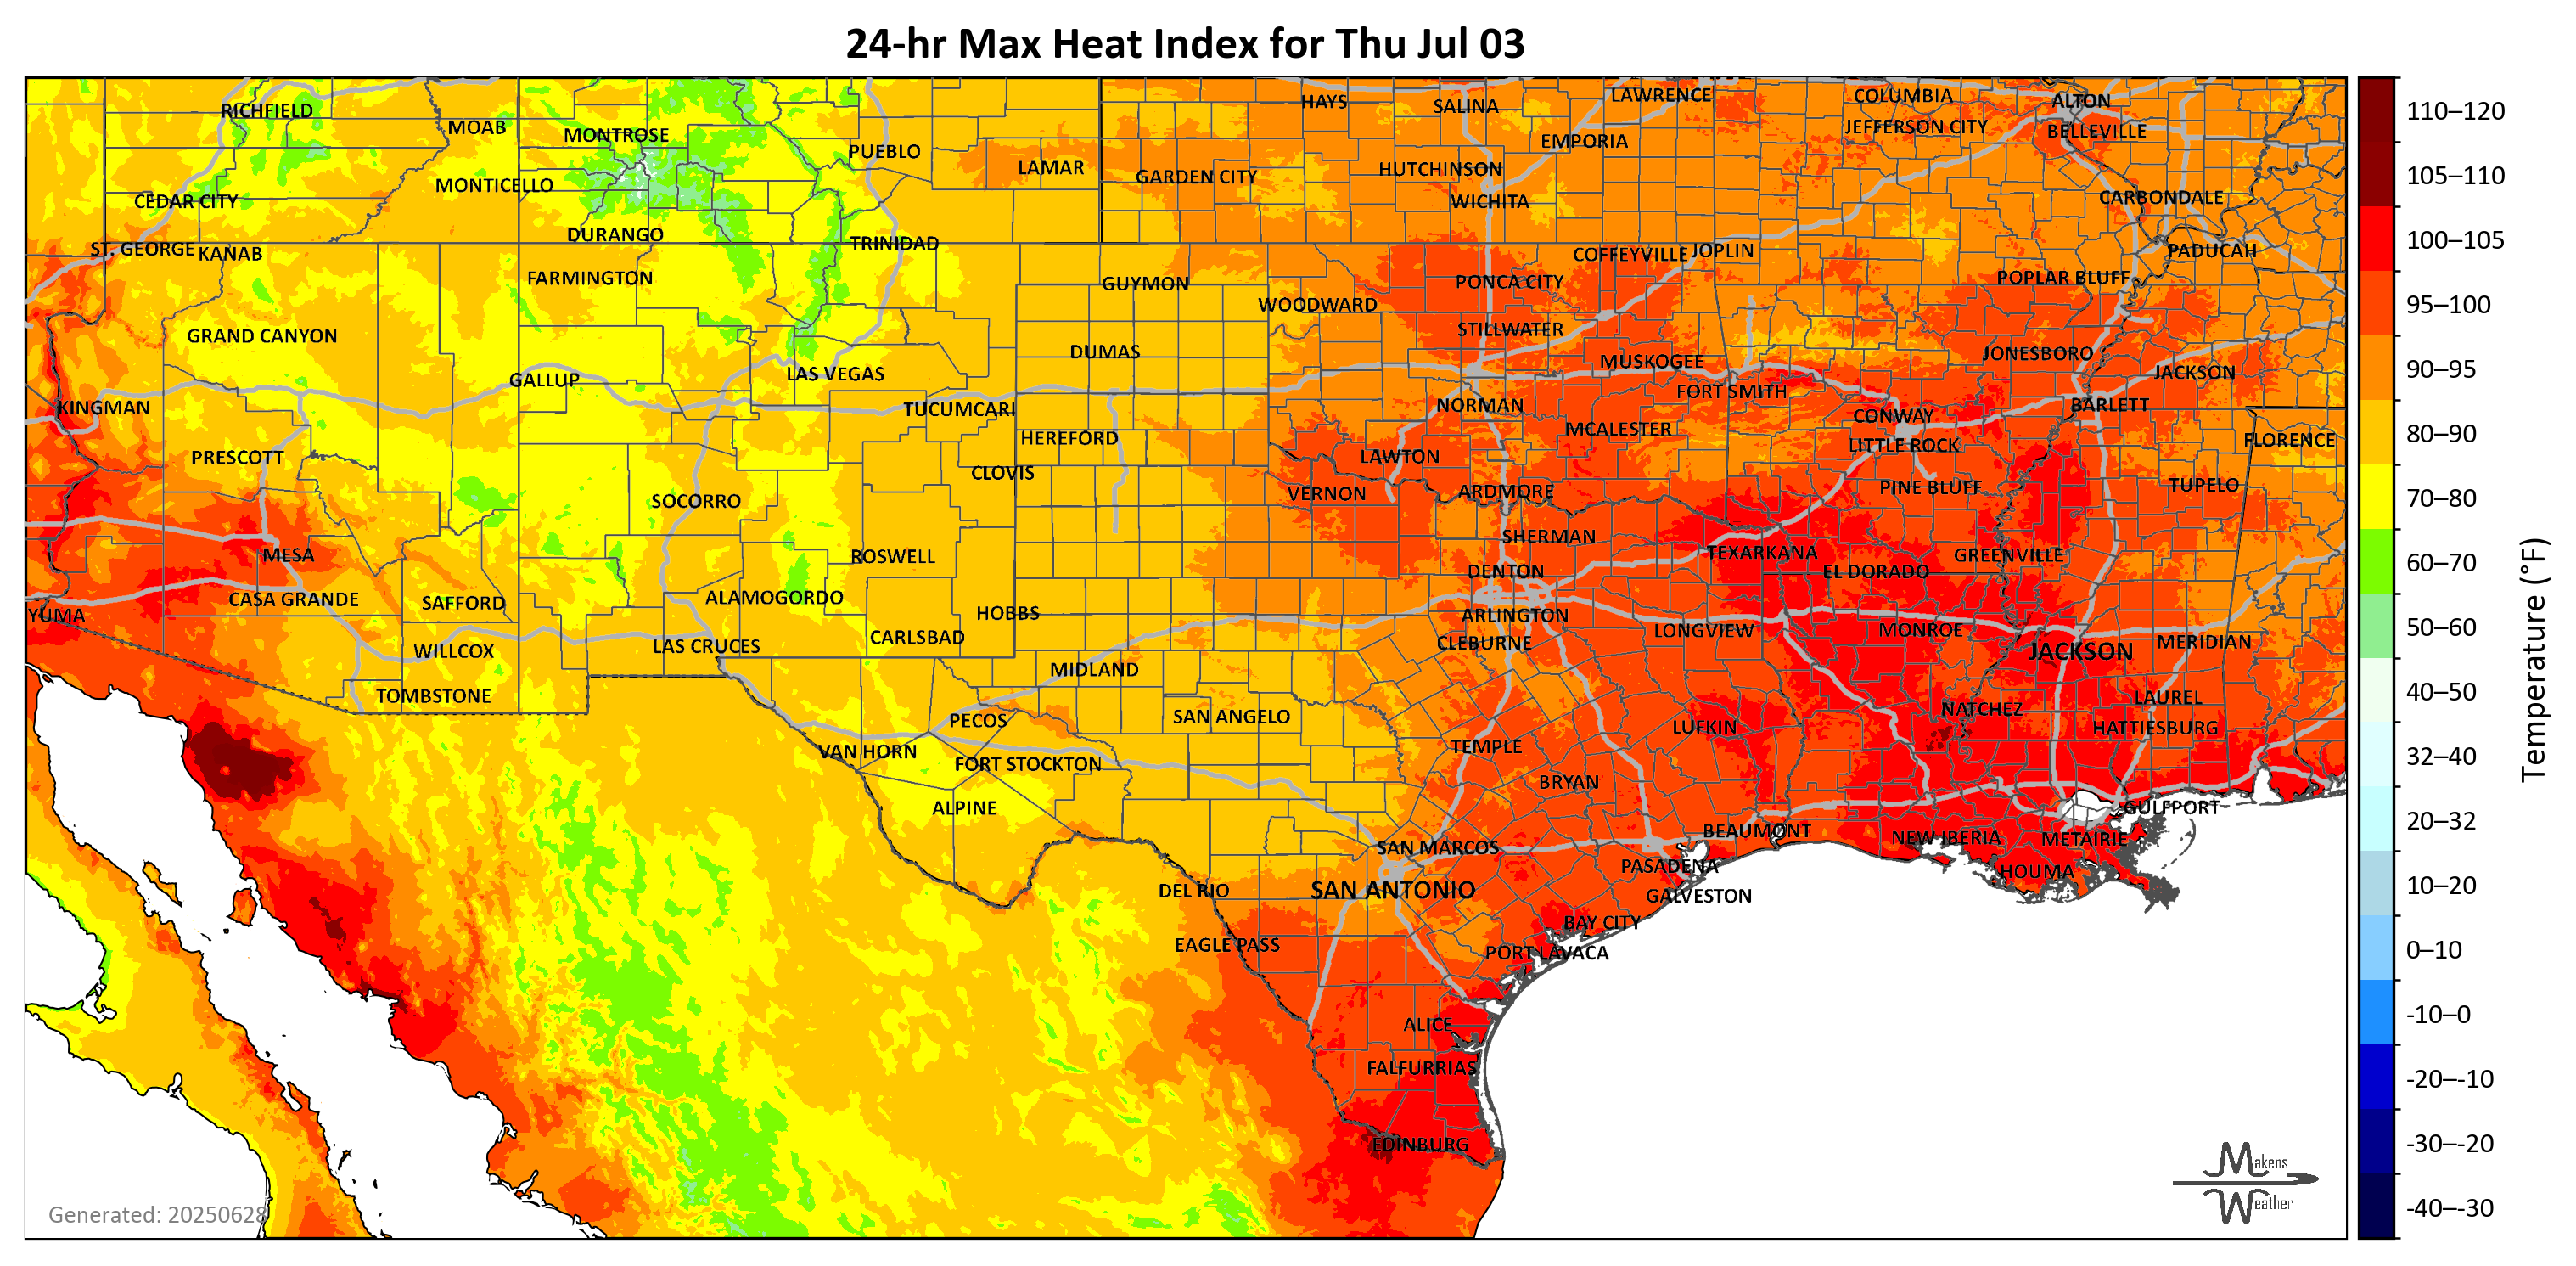 24-hr Max Heat Index for Thu Jul 03
HAYS
SALINA
LAWRENCE
COLUMBIA
ALTON
RICHFIELD
MOAB
MONTROSE
PUEBLO
EMPORIA
JEFFERSON CITY
BELLEVILLE
LAMAR
GARDEN CITY
HUTCHINSON
MONTICELLO
CEDAR CITY
WICHITA
CARBONDALE
DURANGO
TRINIDAD
ST. GEORGE
KANAB
COFFEYVILLE
JOPLIN
PADUCAH
FARMINGTON
GUYMON
PONCA CITY
POPLAR BLUFF
WOODWARD
GRAND CANYON
STILLWATER
DUMAS
MUSKOGEE
JONESBORO
GALLUP
LAS VEGAS
FORT SMITH
JACKSON
KINGMAN
TUCUMCARI
NORMAN
CONWAY
BARLETT
HEREFORD
MCALESTER
LITTLE ROCK
FLORENCE
PRESCOTT
CLOVIS
LAWTON
SOCORRO
VERNON
ARDMORE
PINE BLUFF
TUPELO
MESA
ROSWELL
SHERMAN
TEXARKANA
GREENVILLE
DENTON
EL DORADO
YUMA
CASA GRANDE
SAFFORD
ALAMOGORDO
HOBBS
ARLINGTON
WILLCOX
LAS CRUCES
CARLSBAD
CLEBURNE
LONGVIEW
MONROE
JACKSON
MERIDIAN
TOMBSTONE
MIDLAND
PECOS
SAN ANGELO
LUFKIN
NATCHEZ
LAUREL
HATTIESBURG
VAN HORN
FORT STOCKTON
TEMPLE
BRYAN
ALPINE
GULFPORT
SAN MARCOS
BEAUMONT
NEW IBERIA
METAIRIE
DEL RIO
SAN ANTONIO
PASADENA
GALVESTON
HOUMA
EAGLE PASS
BAY CITY
PORT LAVACA
ALICE
FALFURRIAS
EDINBURG
Generated: 20250628
Makens
Weather
110–120
105–110
100–105
95–100
90–95
80–90
70–80
60–70
50–60
40–50
32–40
20–32
10–20
0–10
-10–0
-20–-10
-30–-20
-40–-30
Temperature (°F)